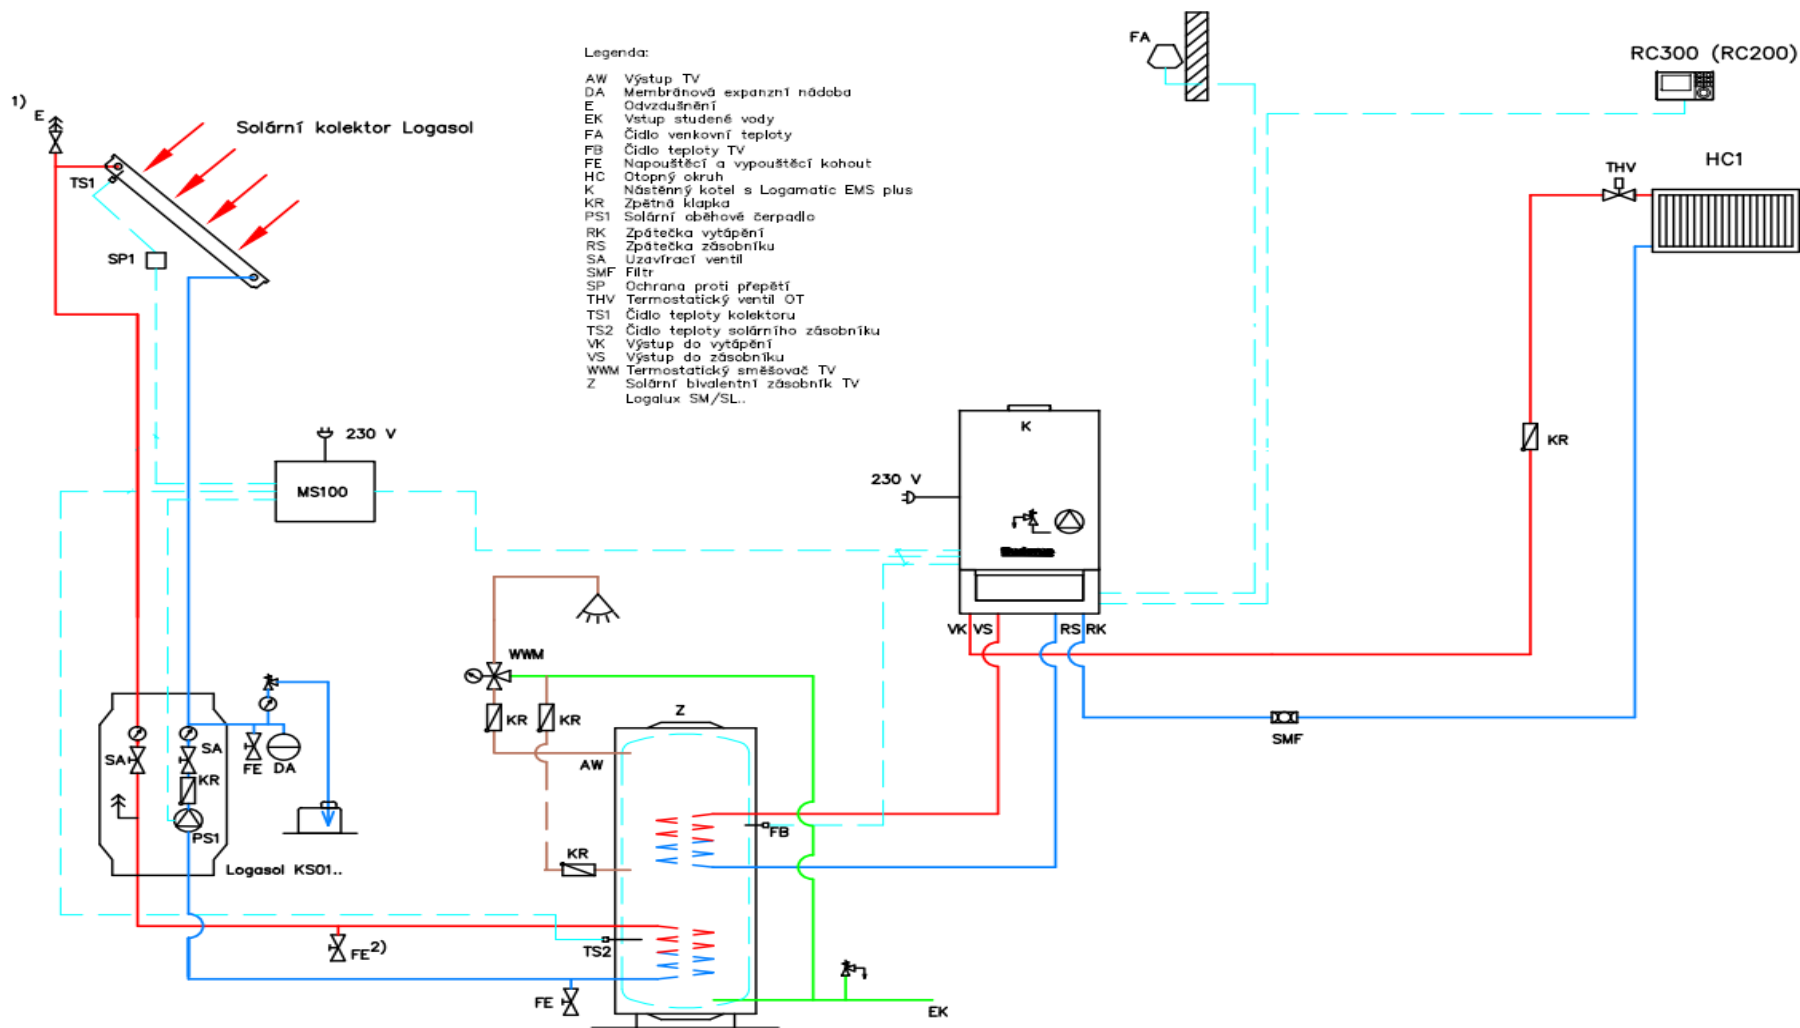 Legenda:
AW Výstup TV
DA Membránová expanzní nádoba
E Odvzdušnění
EK Vstup studené vody
FA Čidlo venkovní teploty
FB Čidlo teploty TV
FE Napouštěcí a vypouštěcí kohout
HC Otopný okruh
K Nástěnný kotel s Logamatic EMS plus
KR Zpětná klapka
PS1 Solární oběhové čerpadlo
RK Zpátečka vytápění
RS Zpátečka zásobníku
SA Uzavírací ventil
SMF Filtr
SP Ochrana proti přepětí
THV Termostatický ventil OT
TS1 Čidlo teploty kolektoru
TS2 Čidlo teploty solárního zásobníku
VK Výstup do vytápění
VS Výstup do zásobníku
WWM Termostatický směšovač TV
Z Solární bivalentní zásobník TV
Logalux SM/SL..
1)
E
Solární kolektor Logasol
TS1
SP1
FA
RC300 (RC200)
HC1
THV
KR
230 V
MS100
230 V
K
VK VS
RS RK
WWM
KR
KR
Z
AW
SMF
SA
SA
KR
FE
DA
PS1
Logasol KS01..
KR
FB
TS2
FE2)
FE
EK